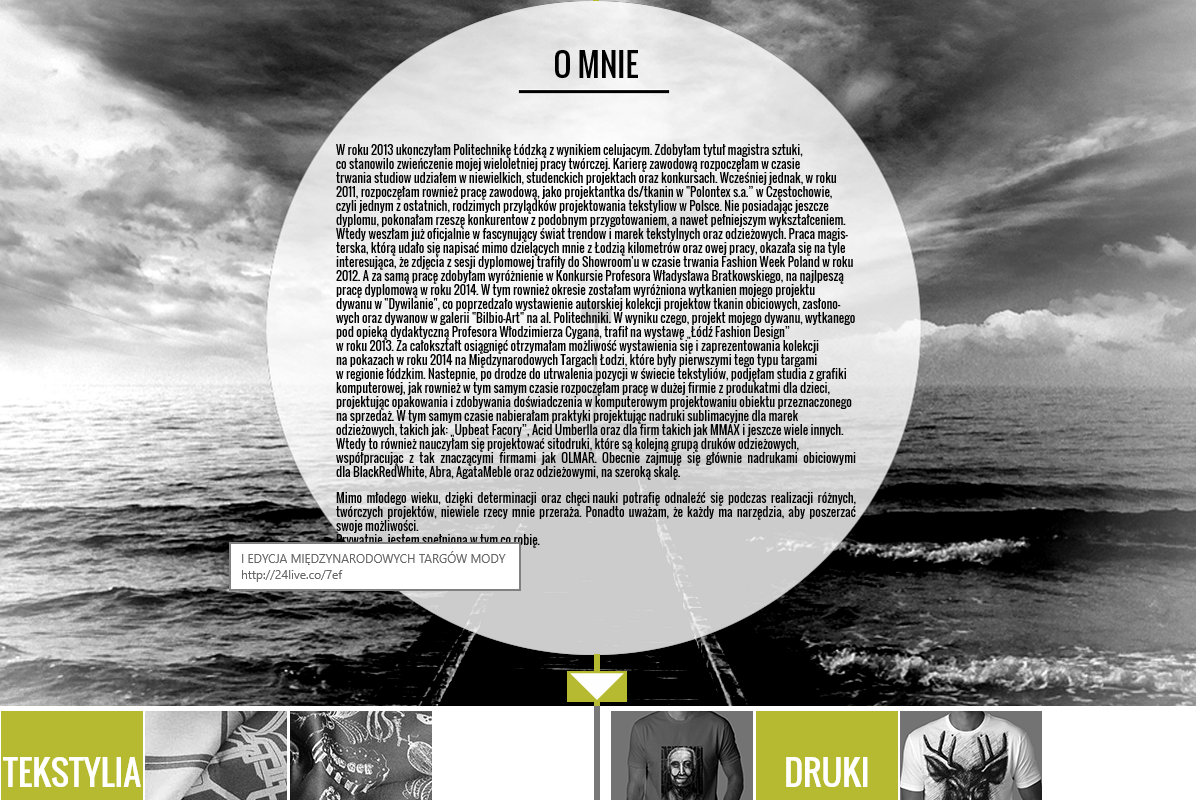 O MNIE
W roku 2013 ukonczyłam Politechnikę Łódzką z wynikiem celujacym. Zdobyłam tytuł magistra sztuki,
co stanowilo zwieńczenie mojej wieloletniej pracy twórczej. Karierę zawodową rozpoczęłam w czasie
trwania studiow udziałem w niewielkich, studenckich projektach oraz konkursach. Wcześniej jednak, w roku
2011, rozpoczęłam rownież pracę zawodową, jako projektantka ds/tkanin w "Polontex s.a." w Częstochowie,
czyli jednym z ostatnich, rodzimych przylądków projektowania tekstyliow w Polsce. Nie posiadając jeszcze
dyplomu, pokonałam rzeszę konkurentow z podobnym przygotowaniem, a nawet pełniejszym wykształceniem.
Wtedy weszłam już oficjalnie w fascynujący świat trendow i marek tekstylnych oraz odzieżowych. Praca magis-
terska, którą udało się napisać mimo dzielących mnie z Łodzią kilometrów oraz owej pracy, okazała się na tyle
interesująca, że zdjęcia z sesji dyplomowej trafiły do Showroom'u w czasie trwania Fashion Week Poland w roku
2012. A za samą pracę zdobyłam wyróżnienie w Konkursie Profesora Władysława Bratkowskiego, na najlpeszą
pracę dyplomową w roku 2014. W tym rownież okresie zostałam wyróżniona wytkanien mojego projektu
dywanu w "Dywilanie", co poprzedzało wystawienie autorskiej kolekcji projektow tkanin obiciowych, zasłono-
wych oraz dywanow w galerii "Bilbio-Art" na al. Politechniki. W wyniku czego, projekt mojego dywanu, wytkanego
pod opieką dydaktyczną Profesora Włodzimierza Cygana, trafił na wystawę „Łódź Fashion Design"
w roku 2013. Za całokształt osiągnięć otrzymałam możliwość wystawienia się i zaprezentowania kolekcji
na pokazach w roku 2014 na Międzynarodowych Targach Łodzi, które były pierwszymi tego typu targami
w regionie łódzkim. Nastepnie, po drodze do utrwalenia pozycji w świecie tekstyliów, podjęłam studia z grafiki
komputerowej, jak rownież w tym samym czasie rozpoczęłam pracę w dużej firmie z produkatmi dla dzieci,
projektując opakowania i zdobywania doświadczenia w komputerowym projektowaniu obiektu przeznaczonego
na sprzedaż. W tym samym czasie nabierałam praktyki projektując nadruki sublimacyjne dla marek
odzieżowych, takich jak: „Upbeat Facory", Acid Umberlla oraz dla firm takich jak MMAX i jeszcze wiele innych.
Wtedy to również nauczyłam się projektować sitodruki, które są kolejną grupą druków odzieżowych,
współpracując z tak znaczącymi firmami jak OLMAR. Obecnie zajmuję się głównie nadrukami obiciowymi
dla BlackRedWhite, Abra, AgataMeble oraz odzieżowymi, na szeroką skalę.
Mimo młodego wieku, dzięki determinacji oraz chęci nauki potrafię odnaleźć się podczas realizacji różnych,
twórczych projektów, niewiele rzecy mnie przeraża. Ponadto uważam, że każdy ma narzędzia, aby poszerzać
swoje możliwości.
Prywatnie, jestem spełniona w tym co robię.
I EDYCJA MIĘDZYNARODOWYCH TARGÓW MODY
http://24live.co/7ef
TEKSTYLIA
DRUKI